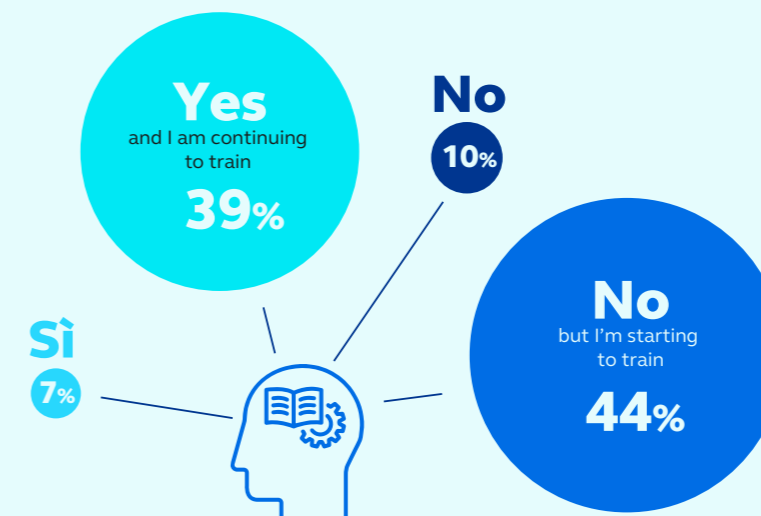 Yes
and I am continuing
to train
39%
No
10%
Sì
7%
No
but I'm starting
to train
44%